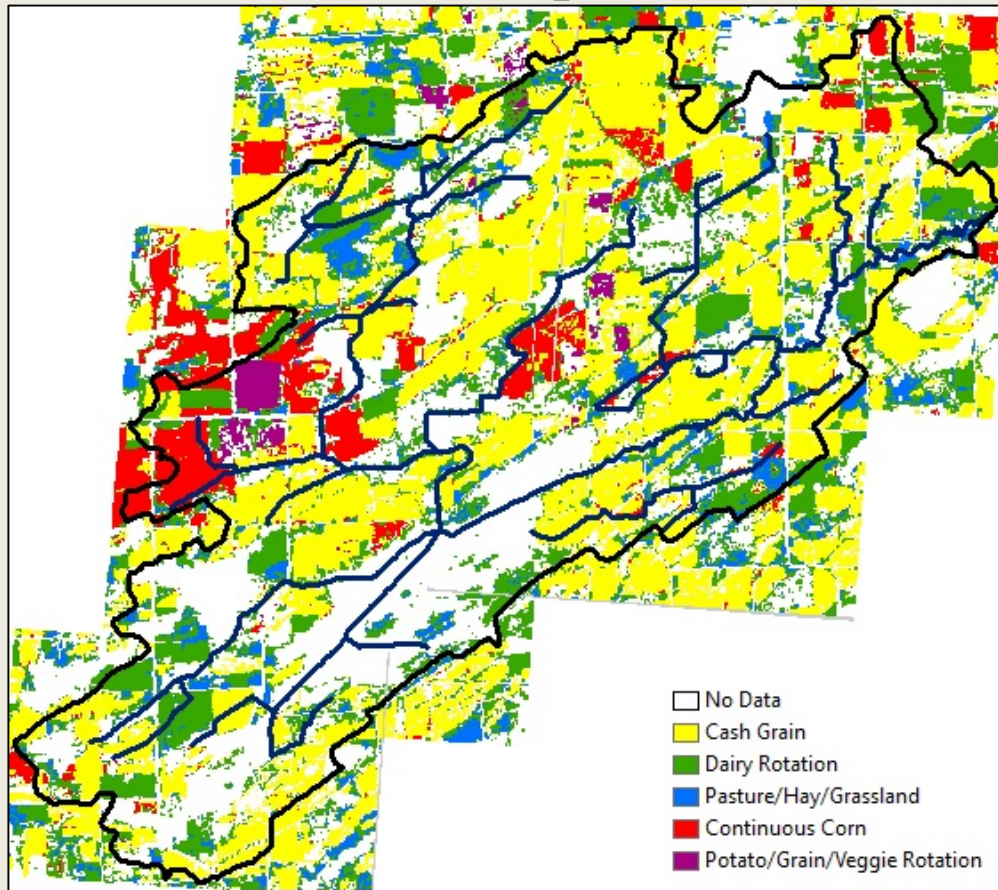 No Data
Cash Grain
Dairy Rotation
Pasture/Hay/Grassland
Continuous Corn
Potato/Grain/Veggie Rotation